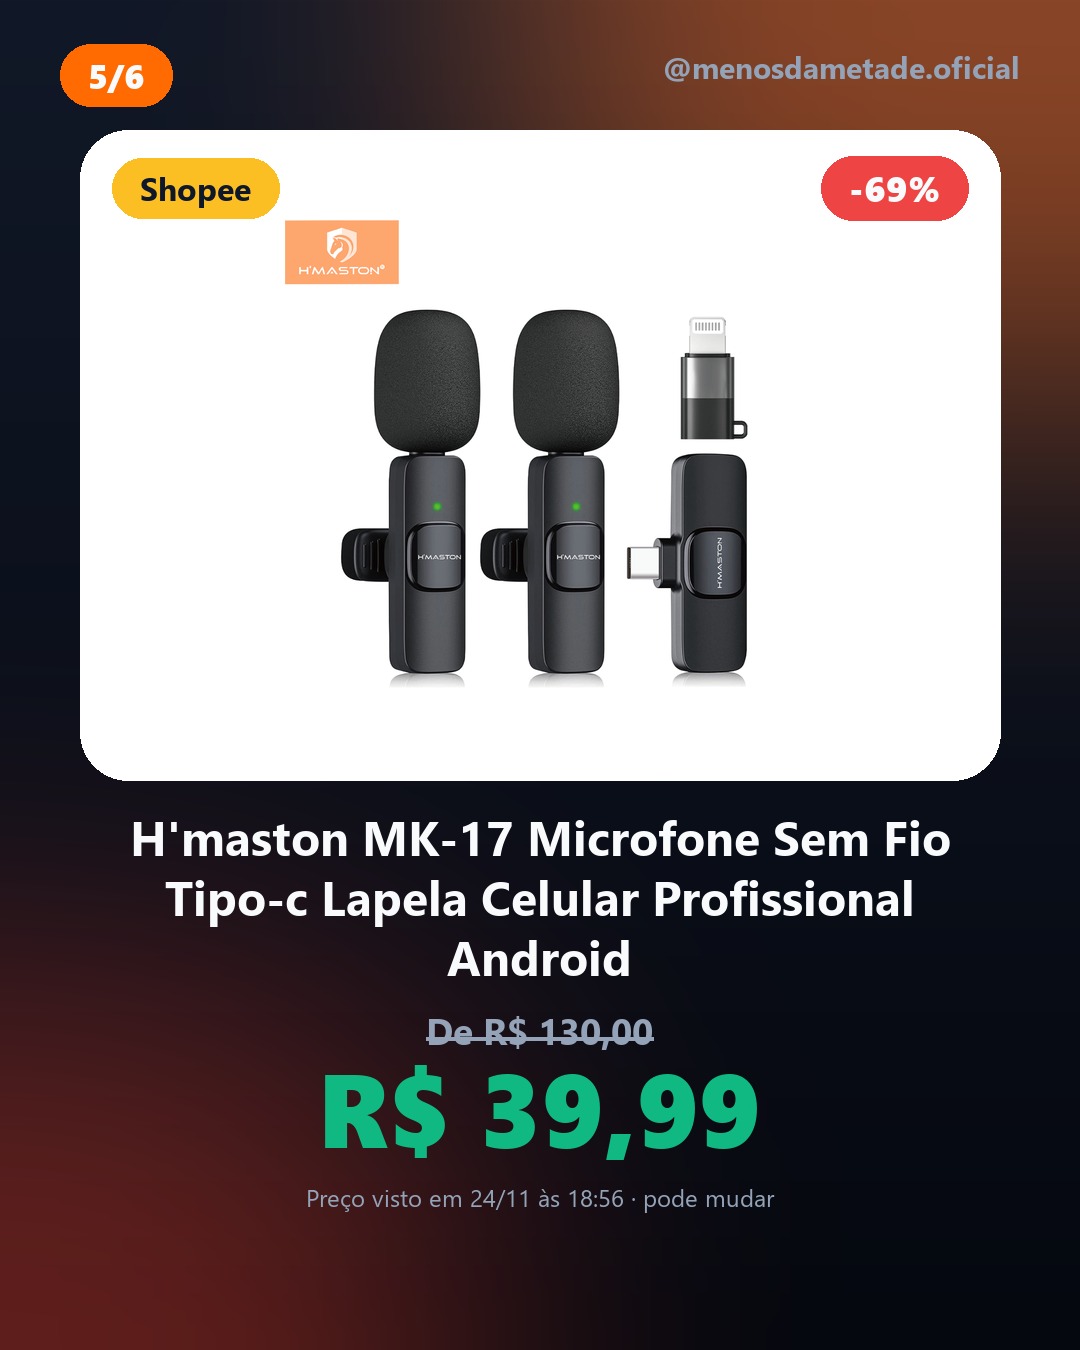 5/6
@menosdametade.oficial
Shopee
-69%
H'MASTON®
H'MASTON
H'MASTON
H'MASTON
H'maston MK-17 Microfone Sem Fio
Tipo-c Lapela Celular Profissional
Android
De R$ 130,00
R$ 39,99
Preço visto em 24/11 às 18:56 · pode mudar